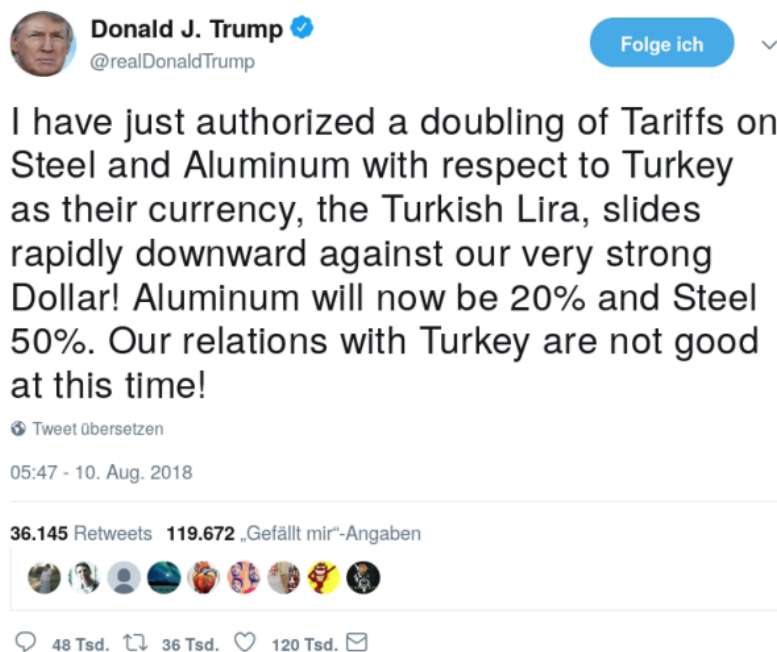 Donald J. Trump
@realDonaldTrump
Folge ich
I have just authorized a doubling of Tariffs on
Steel and Aluminum with respect to Turkey
as their currency, the Turkish Lira, slides
rapidly downward against our very strong
Dollar! Aluminum will now be 20% and Steel
50%. Our relations with Turkey are not good
at this time!
Tweet übersetzen
05:47 - 10. Aug. 2018
36.145 Retweets 119.672 „Gefällt mir“-Angaben
48 Tsd. 36 Tsd. 120 Tsd.